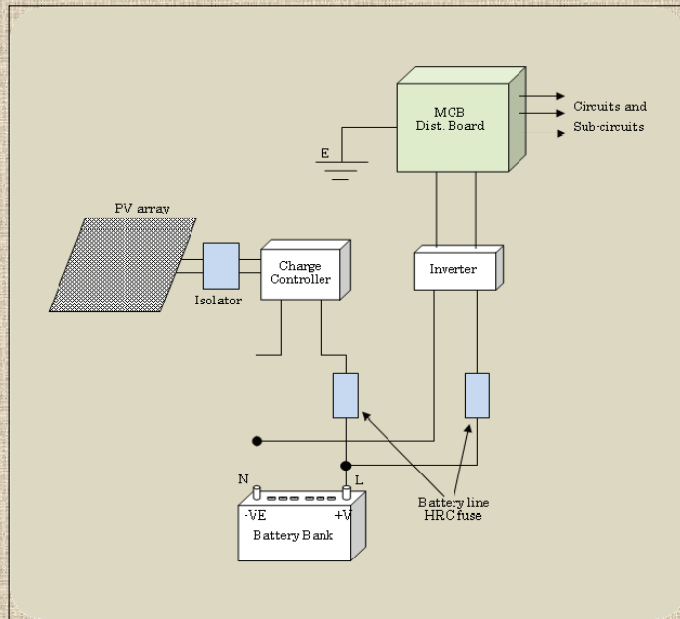 MCB
Dist. Board
Circuits and
Sub-circuits
E
PV array
Charge
Controller
Inverter
Isolator
N
L
Battery line
HRC fuse
-VE
+V
Battery Bank